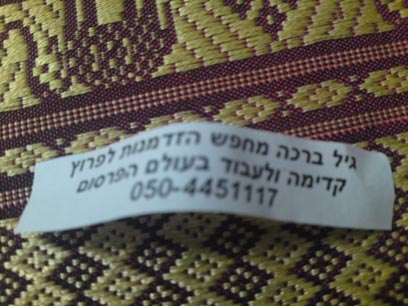 גיל ברכה מחפש הזדמנות לפרוץ
קדימה ולעבוד בעולם הפרסום
050-4451117